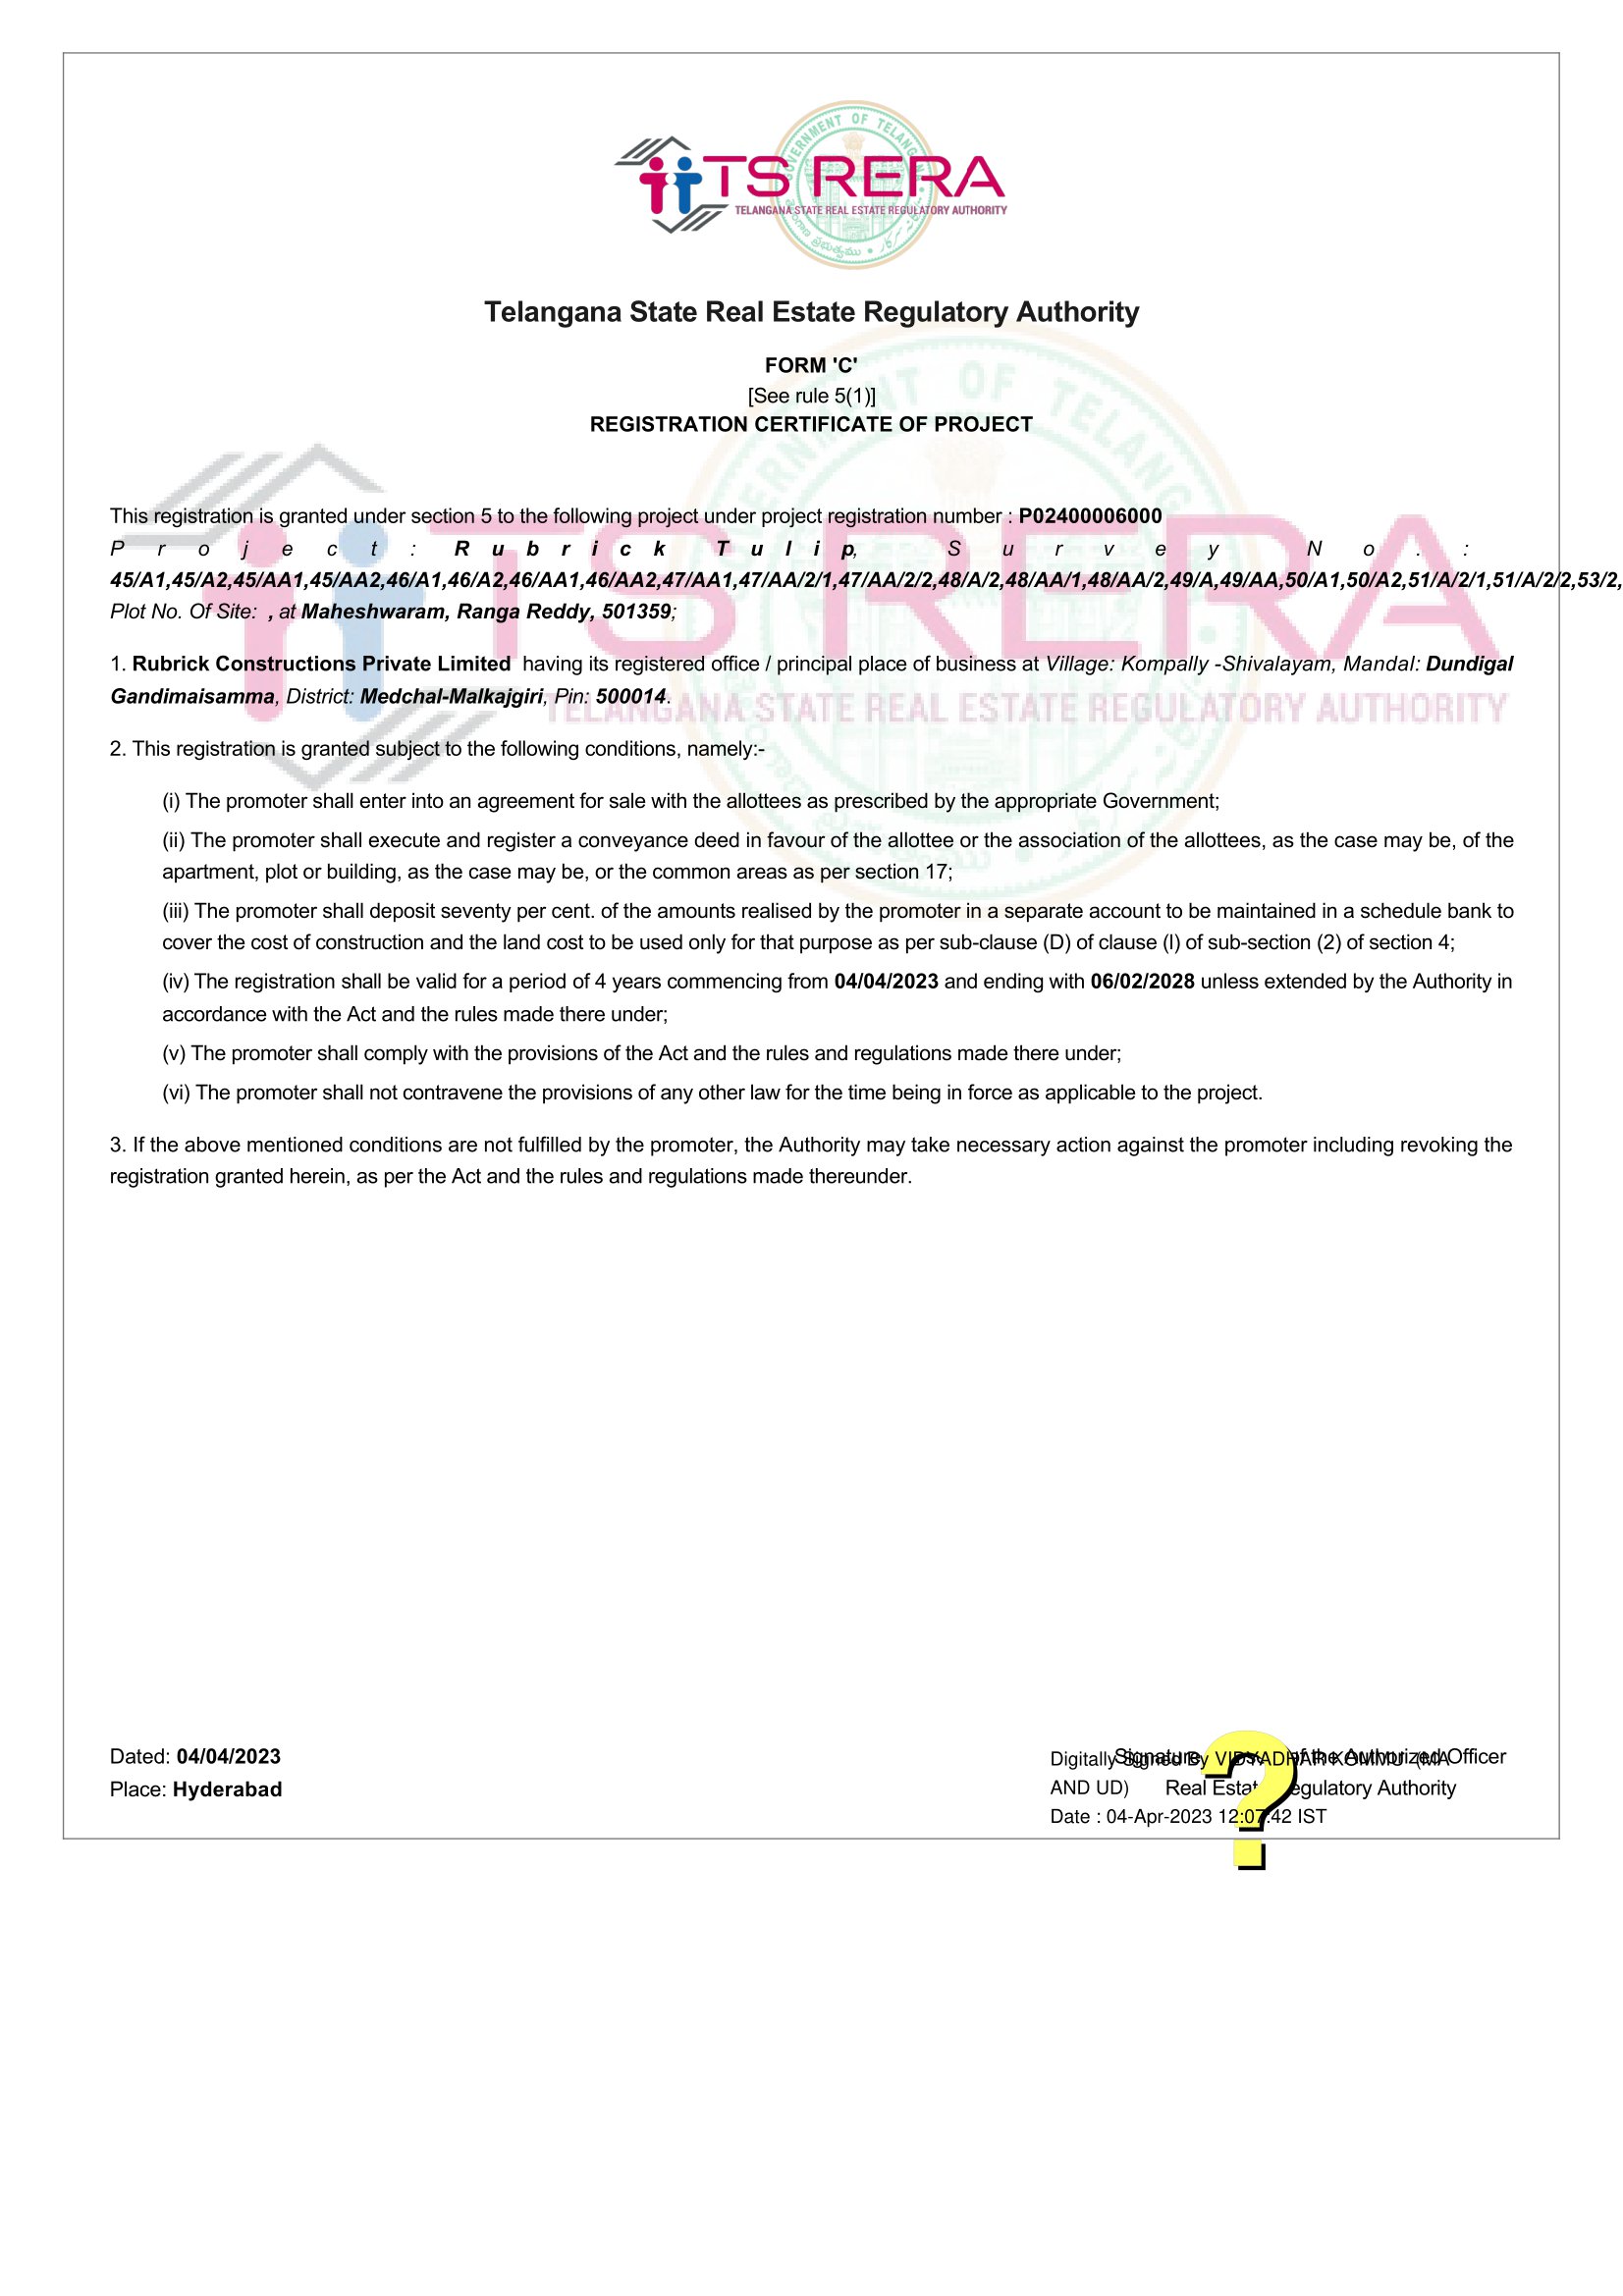 GOVERNMENT OF TELANGANA
TS RERA
TELANGANA STATE REAL ESTATE REGULATORY AUTHORITY
Telangana State Real Estate Regulatory Authority
FORM 'C'
[See rule 5(1)]
REGISTRATION CERTIFICATE OF PROJECT
This registration is granted under section 5 to the following project under project registration number : P02400006000
Project: Rubrick Tulip, Survey No.:
45/A1,45/A2,45/AA1,45/AA2,46/A1,46/A2,46/AA1,46/AA2,47/AA1,47/AA/2/1,47/AA/2/2,48/A/2,48/AA/1,48/AA/2,49/A,49/AA,50/A1,50/A2,51/A/2/1,51/A/2/2,53/2,
Plot No. Of Site: , at Maheshwaram, Ranga Reddy, 501359;
1. Rubrick Constructions Private Limited having its registered office / principal place of business at Village: Kompally -Shivalayam, Mandal: Dundigal
Gandimaisamma, District: Medchal-Malkajgiri, Pin: 500014.
TS RERA
TELANGANA STATE REAL ESTATE REGULATORY AUTHORITY
2. This registration is granted subject to the following conditions, namely:-
(i) The promoter shall enter into an agreement for sale with the allottees as prescribed by the appropriate Government;
(ii) The promoter shall execute and register a conveyance deed in favour of the allottee or the association of the allottees, as the case may be, of the
apartment, plot or building, as the case may be, or the common areas as per section 17;
(iii) The promoter shall deposit seventy per cent. of the amounts realised by the promoter in a separate account to be maintained in a schedule bank to
cover the cost of construction and the land cost to be used only for that purpose as per sub-clause (D) of clause (l) of sub-section (2) of section 4;
(iv) The registration shall be valid for a period of 4 years commencing from 04/04/2023 and ending with 06/02/2028 unless extended by the Authority in
accordance with the Act and the rules made there under;
(v) The promoter shall comply with the provisions of the Act and the rules and regulations made there under;
(vi) The promoter shall not contravene the provisions of any other law for the time being in force as applicable to the project.
3. If the above mentioned conditions are not fulfilled by the promoter, the Authority may take necessary action against the promoter including revoking the
registration granted herein, as per the Act and the rules and regulations made thereunder.
Dated: 04/04/2023
Place: Hyderabad
Signature of the Authorized Officer
Real Estate Regulatory Authority
Digitally Signed By VIDYADHAR KOMMU (MA
AND UD)
Date : 04-Apr-2023 12:07:42 IST